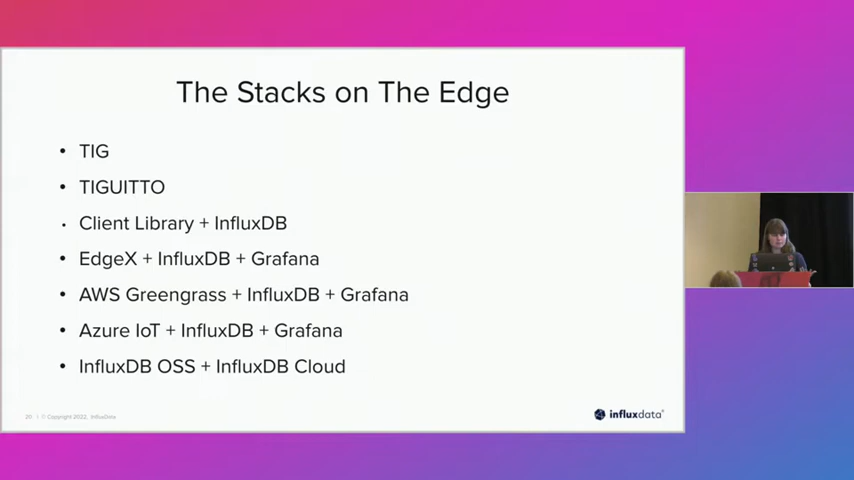 The Stacks on The Edge
• TIG
• TIGUITTO
• Client Library + InfluxDB
• EdgeX + InfluxDB + Grafana
• AWS Greengrass + InfluxDB + Grafana
• Azure IoT + InfluxDB + Grafana
• InfluxDB OSS + InfluxDB Cloud
20 | © Copyright 2022, InfluxData
influxdata®